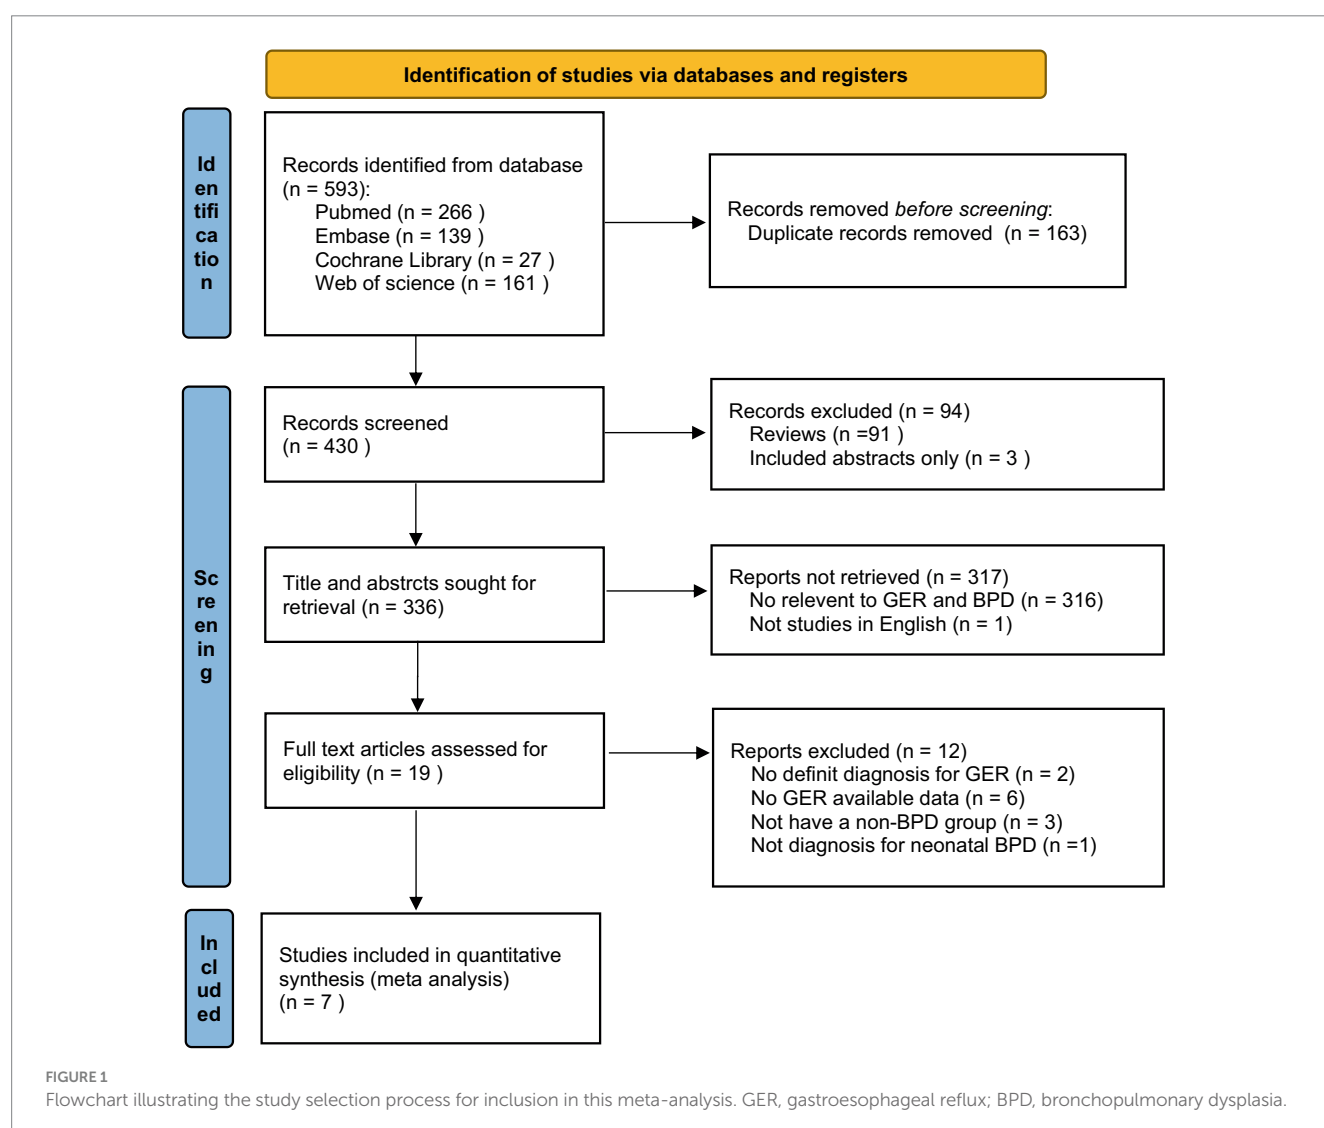 Identification of studies via databases and registers
Id
en
tifi
ca
tio
n
Records identified from database
(n = 593):
Pubmed (n = 266 )
Embase (n = 139 )
Cochrane Library (n = 27 )
Web of science (n = 161 )
Records removed before screening:
Duplicate records removed (n = 163)
Sc
re
en
in
g
Records screened
(n = 430 )
Records excluded (n = 94)
Reviews (n =91 )
Included abstracts only (n = 3 )
Title and abstrcts sought for
retrieval (n = 336)
Reports not retrieved (n = 317)
No relevent to GER and BPD (n = 316)
Not studies in English (n = 1)
Full text articles assessed for
eligibility (n = 19 )
Reports excluded (n = 12)
No definit diagnosis for GER (n = 2)
No GER available data (n = 6)
Not have a non-BPD group (n = 3)
Not diagnosis for neonatal BPD (n =1)
In
cl
ud
ed
Studies included in quantitative
synthesis (meta analysis)
(n = 7 )
FIGURE 1
Flowchart illustrating the study selection process for inclusion in this meta-analysis. GER, gastroesophageal reflux; BPD, bronchopulmonary dysplasia.